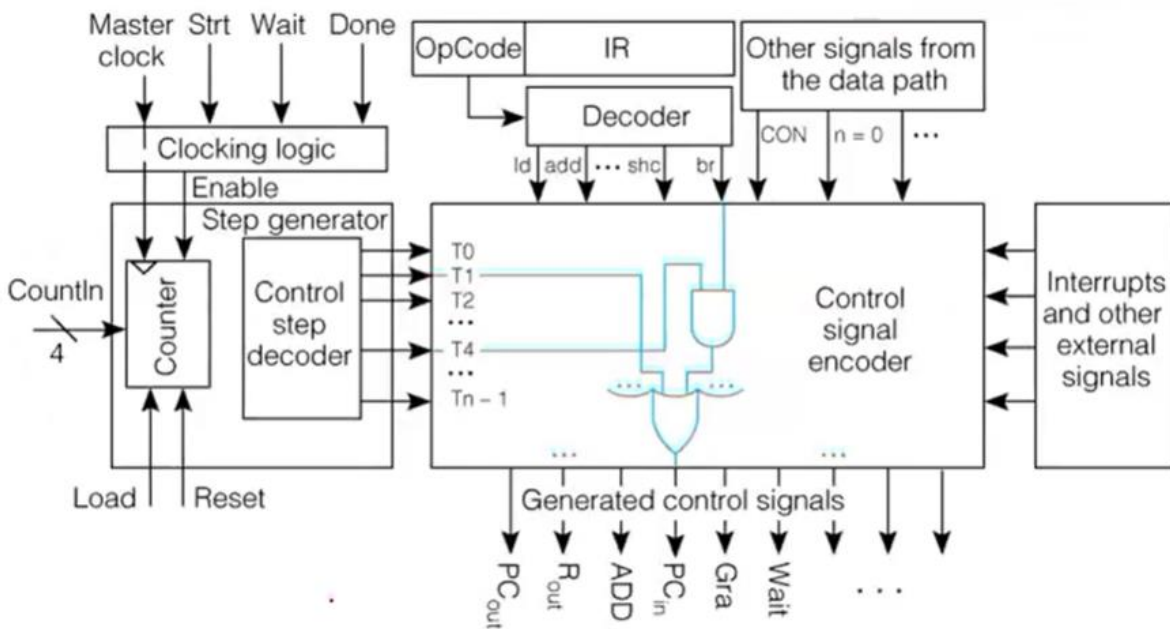 Master Strt Wait Done
clock
OpCode IR
Other signals from
the data path
Decoder
Clocking logic
ld add ... shc br
CON n = 0 ...
Enable
Step generator
CountIn
4
Counter
Control
step
decoder
T0
T1
T2
...
T4
...
Tn – 1
... ...
Control
signal
encoder
Interrupts
and other
external
signals
... ...
Load Reset
Generated control signals
PCout
Rout
ADD
PCin
Gra
Wait
...